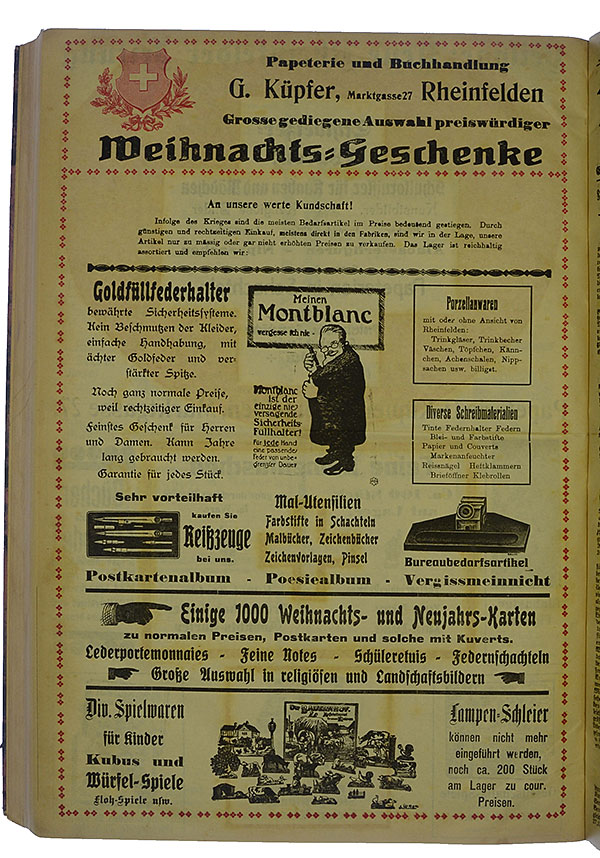 Papeterie und Buchhandlung
G. Küpfer, Marktgasse 27 Rheinfelden
Grosse gediegene Auswahl preiswürdiger
Weihnachts=Geschenke
An unsere werte Kundschaft!
Infolge des Krieges sind die meisten Bedarfsartikel im Preise bedeutend gestiegen. Durch
günstigen und rechtzeitigen Einkauf, meistens direkt in den Fabriken, sind wir in der Lage, unsere
Artikel nur zu mässig oder gar nicht erhöhten Preisen zu verkaufen. Das Lager ist reichhaltig
assortiert und empfehlen wir:
Goldfüllfederhalter
bewährte Sicherheitssysteme.
Kein Beschmutzen der Kleider,
einfache Handhabung, mit
ächter Goldfeder und ver-
stärkter Spitze.
Noch ganz normale Preise,
weil rechtzeitiger Einkauf.
Feinstes Geschenk für Herren
und Damen. Kann Jahre
lang gebraucht werden.
Garantie für jedes Stück.
Meinen
Montblanc
vergesse ich nie -
Montblanc
ist der
einzige nie
versagende
Sicherheits-
Füllhalter!
Für jede Hand
eine passende
Feder von unbe-
grenzter Dauer
Porzellanwaren
mit oder ohne Ansicht von
Rheinfelden:
Trinkgläser, Trinkbecher
Vaschen, Töpfchen, Känn-
chen, Achenschalen, Nipp-
sachen usw. billigst.
Diverse Schreibmaterialien
Tinte Federnhalter Federn
Blei- und Farbstifte
Papier und Couverts
Markenanfeuchter
Reissnägel Heftklammern
Brieföffner Klebrollen
Sehr vorteilhaft
kaufen Sie
Reißzeuge
bei uns.
Mal-Utensilien
Farbstifte in Schachteln
Malbücher, Zeichenbücher
Zeichenvorlagen, Pinsel
Bureaubedarfsartikel
Postkartenalbum - Poesiealbum - Vergissmeinnicht
Einige 1000 Weihnachts- und Neujahrs-Karten
zu normalen Preisen, Postkarten und solche mit Kuverts.
Lederportemonnaies - Feine Notes - Schüleretuis - Federnschachteln
Große Auswahl in religiösen und Landschaftsbildern
Div. Spielwaren
für Kinder
Kubus und
Würfel-Spiele
Floh-Spiele usw.
Lampen-Schleier
können nicht mehr
eingeführt werden,
noch ca. 200 Stück
am Lager zu cour.
Preisen.